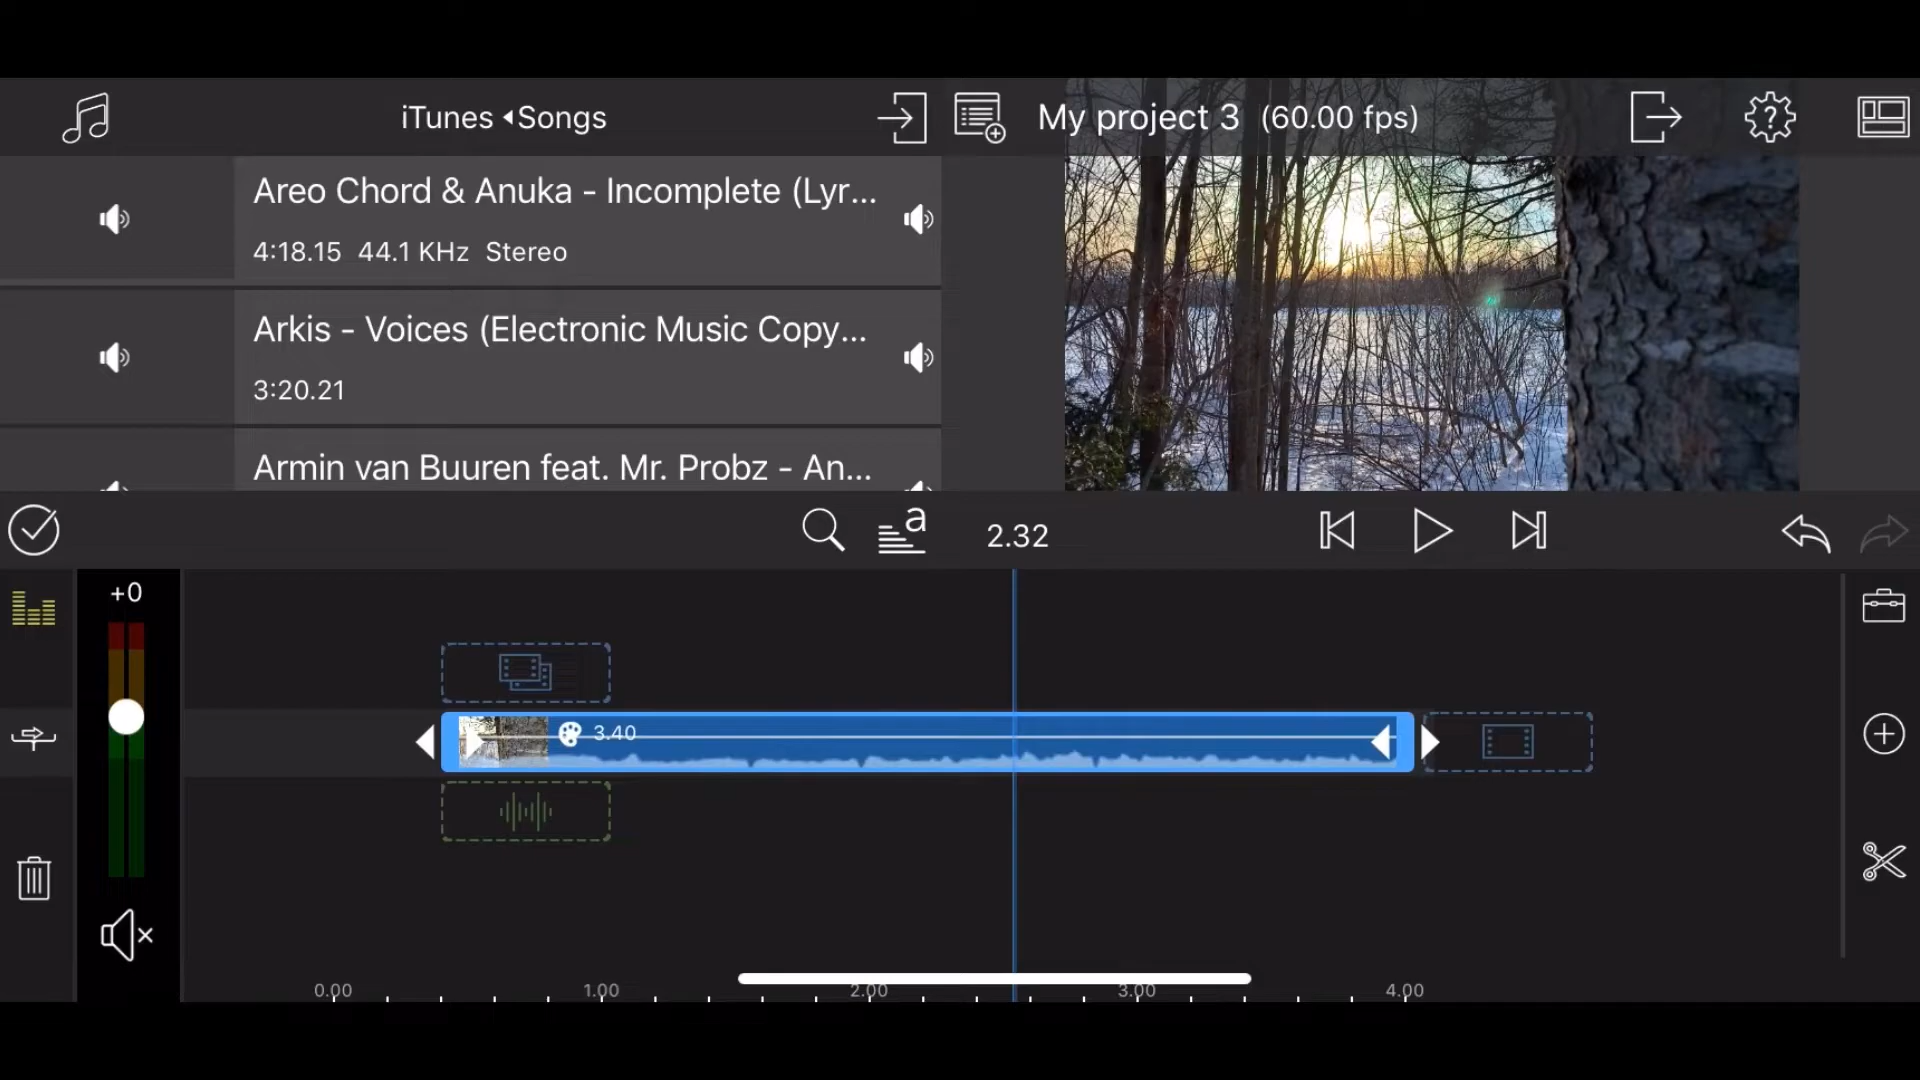 iTunes ◂ Songs
My project 3 (60.00 fps)
Areo Chord & Anuka - Incomplete (Lyr...
4:18.15 44.1 KHz Stereo
Arkis - Voices (Electronic Music Copy...
3:20.21
Armin van Buuren feat. Mr. Probz - An...
a
2.32
+0
3.40
0.00 1.00 2.00 3.00 4.00